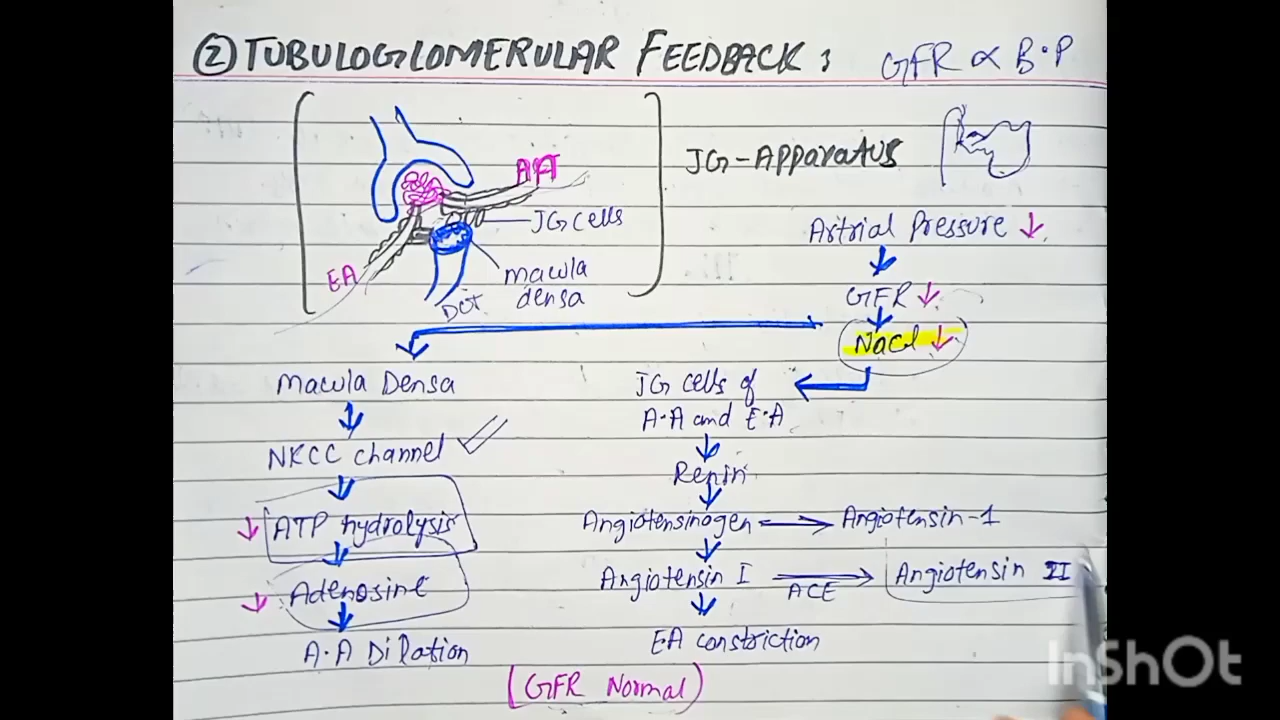 ② TUBULOGLOMERULAR FEEDBACK : GFR ∝ B.P
AA
JG-Apparatus
JG cells
EA
Macula
densa
DCT
Artrial Pressure ↓
GFR ↓
NaCl ↓
Macula Densa
NKCC channel ✓
↓ ATP hydrolysis
↓ Adenosine
A.A Dilation
JG cells of
A.A and E.A
Renin
Angiotensinogen → Angiotensin-1
Angiotensin I → Angiotensin II
ACE
EA constriction
(GFR Normal)
InShOt